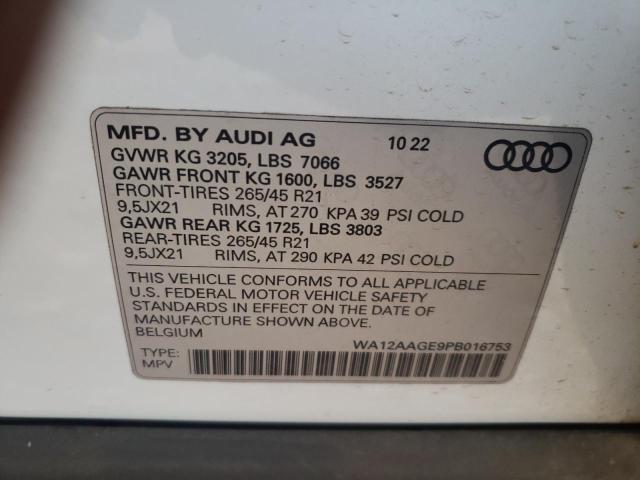 MFD. BY AUDI AG 10 22
GVWR KG 3205, LBS 7066
GAWR FRONT KG 1600, LBS 3527
FRONT-TIRES 265/45 R21
9,5JX21 RIMS, AT 270 KPA 39 PSI COLD
GAWR REAR KG 1725, LBS 3803
REAR-TIRES 265/45 R21
9,5JX21 RIMS, AT 290 KPA 42 PSI COLD
THIS VEHICLE CONFORMS TO ALL APPLICABLE
U.S. FEDERAL MOTOR VEHICLE SAFETY
STANDARDS IN EFFECT ON THE DATE OF
MANUFACTURE SHOWN ABOVE.
BELGIUM
WA12AAGE9PB016753
TYPE:
MPV